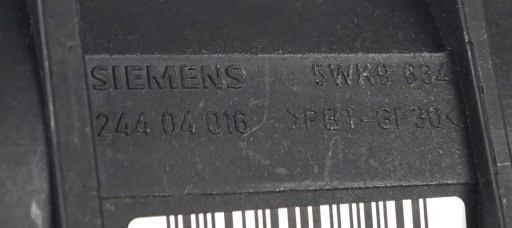 SIEMENS 5WK9 634
244 04 016 >PBT-GF30<